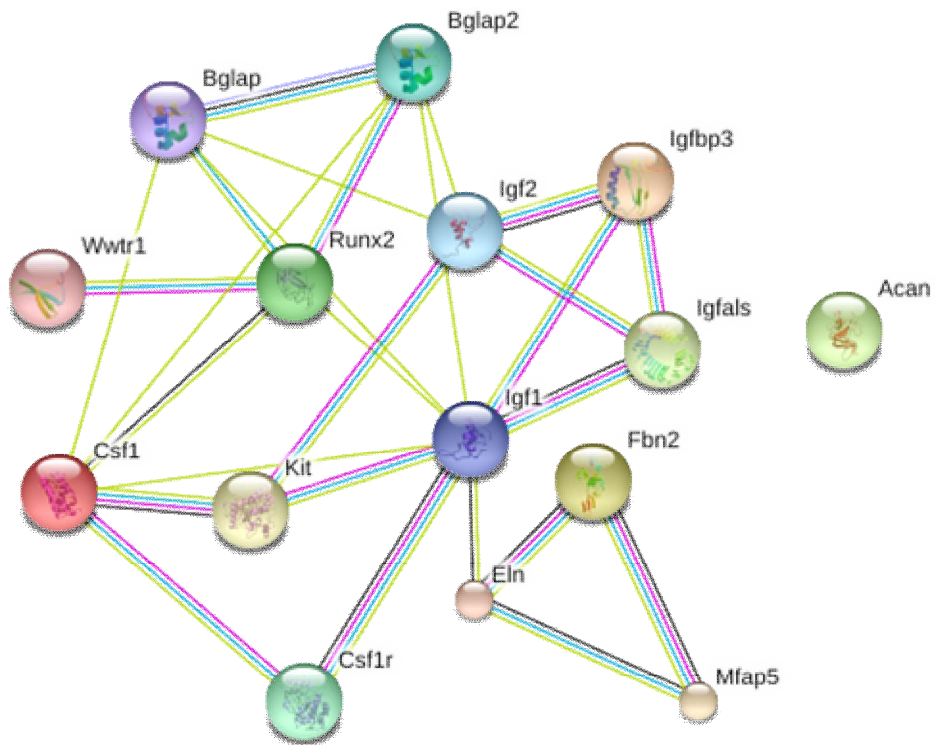 Bglap2
Bglap
Igfbp3
Igf2
Wwtr1
Runx2
Acan
Igfals
Igf1
Fbn2
Csf1
Kit
Eln
Csf1r
Mfap5